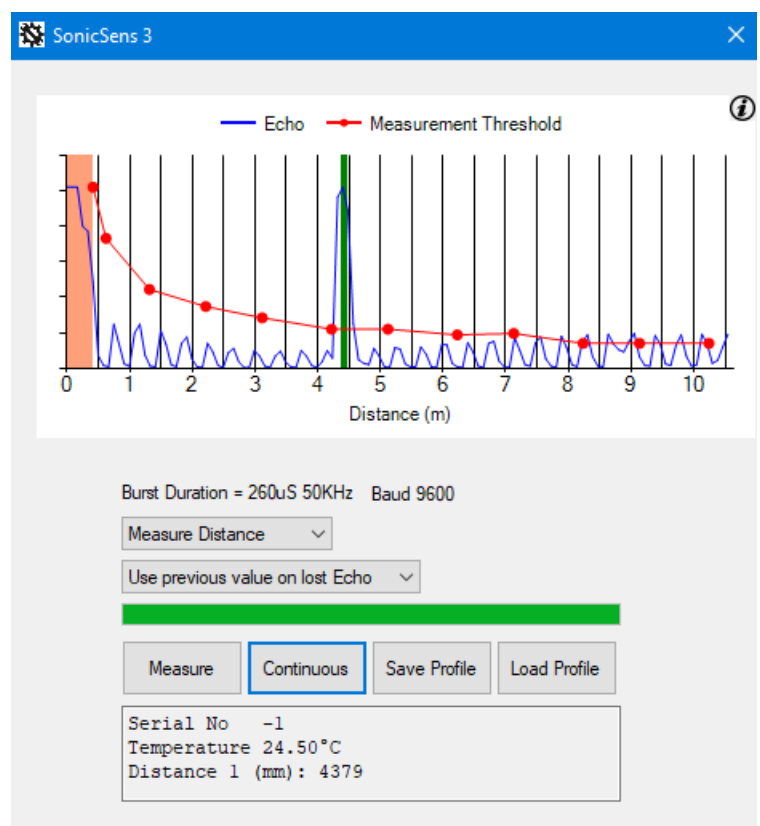 SonicSens 3
Echo Measurement Threshold
0 1 2 3 4 5 6 7 8 9 10
Distance (m)
Burst Duration = 260uS 50KHz Baud 9600
Measure Distance
Use previous value on lost Echo
Measure Continuous Save Profile Load Profile
Serial No -1
Temperature 24.50°C
Distance 1 (mm): 4379